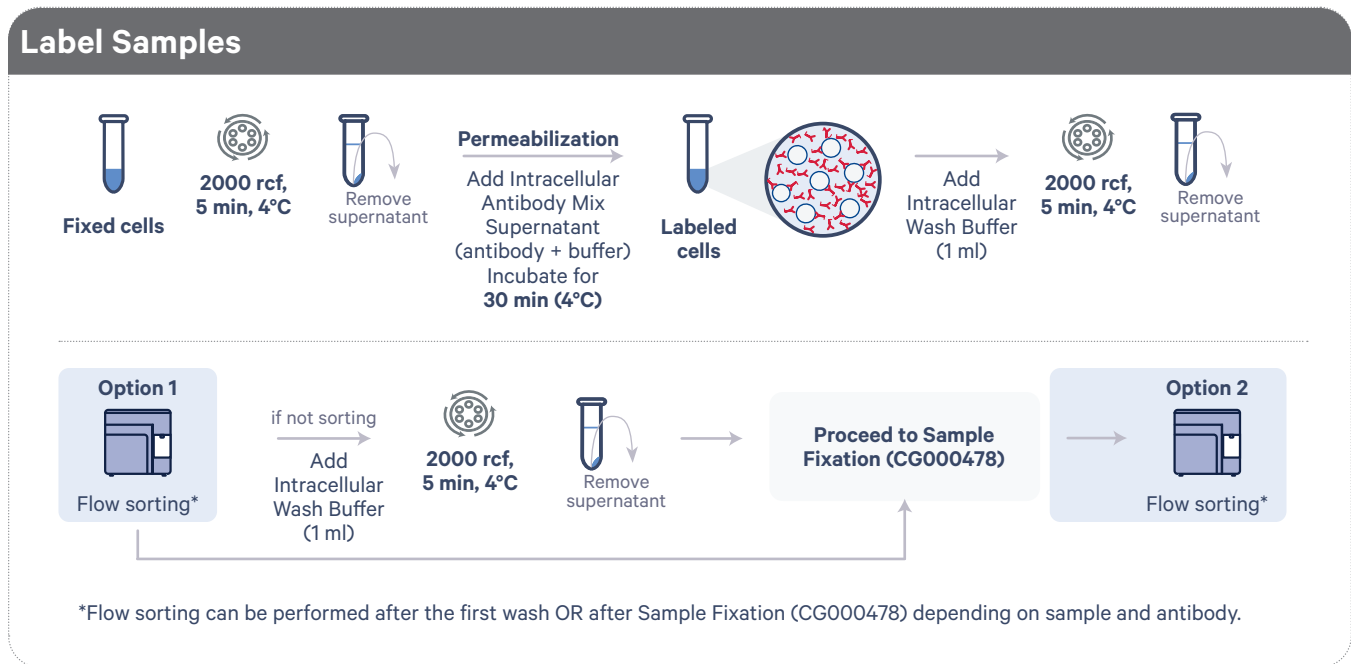 Label Samples
Fixed cells
2000 rcf,
5 min, 4°C
Remove
supernatant
Permeabilization
Add Intracellular
Antibody Mix
Supernatant
(antibody + buffer)
Incubate for
30 min (4°C)
Labeled
cells
Add
Intracellular
Wash Buffer
(1 ml)
2000 rcf,
5 min, 4°C
Remove
supernatant
Option 1
Flow sorting*
if not sorting
Add
Intracellular
Wash Buffer
(1 ml)
2000 rcf,
5 min, 4°C
Remove
supernatant
Proceed to Sample
Fixation (CG000478)
Option 2
Flow sorting*
*Flow sorting can be performed after the first wash OR after Sample Fixation (CG000478) depending on sample and antibody.